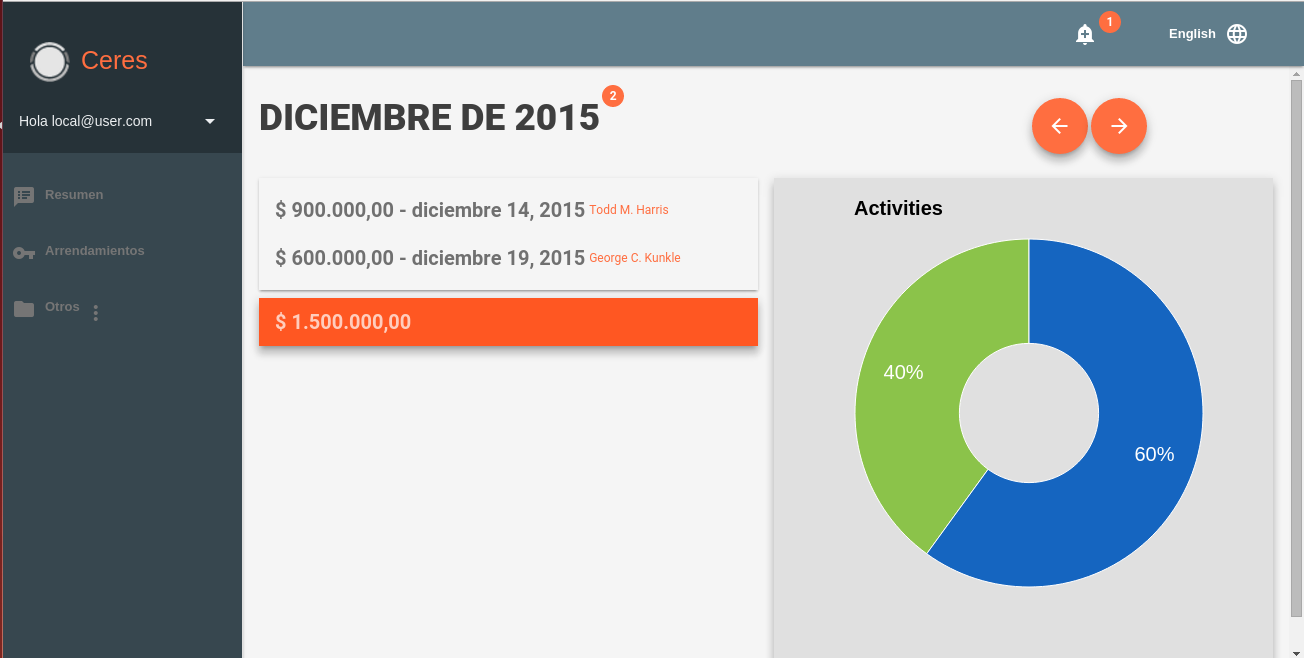 1
English
Ceres
Hola local@user.com
Resumen
Arrendamientos
Otros
DICIEMBRE DE 2015 2
$ 900.000,00 - diciembre 14, 2015 Todd M. Harris
$ 600.000,00 - diciembre 19, 2015 George C. Kunkle
$ 1.500.000,00
Activities
40%
60%